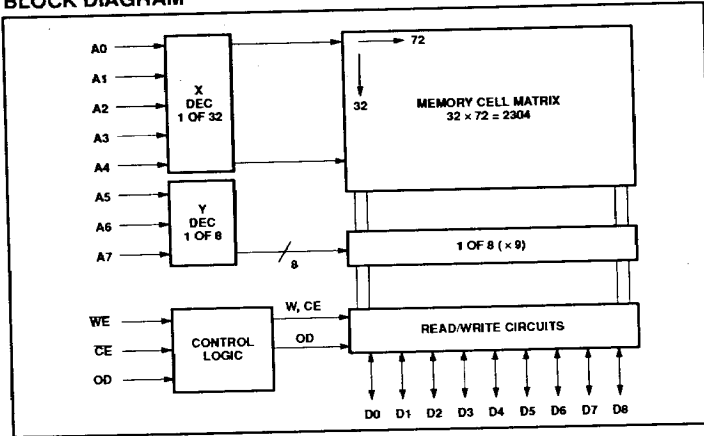 BLOCK DIAGRAM
A0
A1
A2
A3
A4
A5
A6
A7
X
DEC
1 OF 32
Y
DEC
1 OF 8
8
72
32
MEMORY CELL MATRIX
32 × 72 = 2304
1 OF 8 (× 9)
WE
CE
OD
CONTROL
LOGIC
W, CE
OD
READ/WRITE CIRCUITS
D0 D1 D2 D3 D4 D5 D6 D7 D8